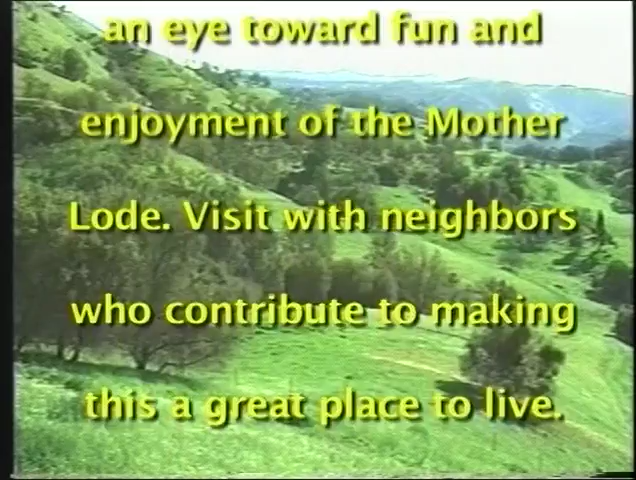 an eye toward fun and
enjoyment of the Mother
Lode. Visit with neighbors
who contribute to making
this a great place to live.